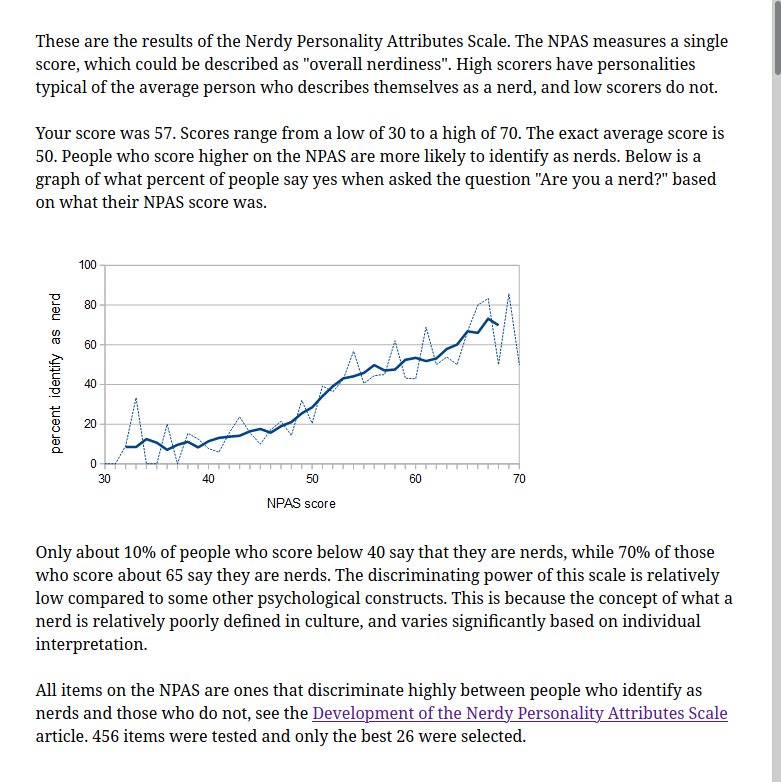 These are the results of the Nerdy Personality Attributes Scale. The NPAS measures a single
score, which could be described as "overall nerdiness". High scorers have personalities
typical of the average person who describes themselves as a nerd, and low scorers do not.
Your score was 57. Scores range from a low of 30 to a high of 70. The exact average score is
50. People who score higher on the NPAS are more likely to identify as nerds. Below is a
graph of what percent of people say yes when asked the question "Are you a nerd?" based
on what their NPAS score was.
percent identify as nerd
100
80
60
40
20
0
30 40 50 60 70
NPAS score
Only about 10% of people who score below 40 say that they are nerds, while 70% of those
who score about 65 say they are nerds. The discriminating power of this scale is relatively
low compared to some other psychological constructs. This is because the concept of what a
nerd is relatively poorly defined in culture, and varies significantly based on individual
interpretation.
All items on the NPAS are ones that discriminate highly between people who identify as
nerds and those who do not, see the Development of the Nerdy Personality Attributes Scale
article. 456 items were tested and only the best 26 were selected.